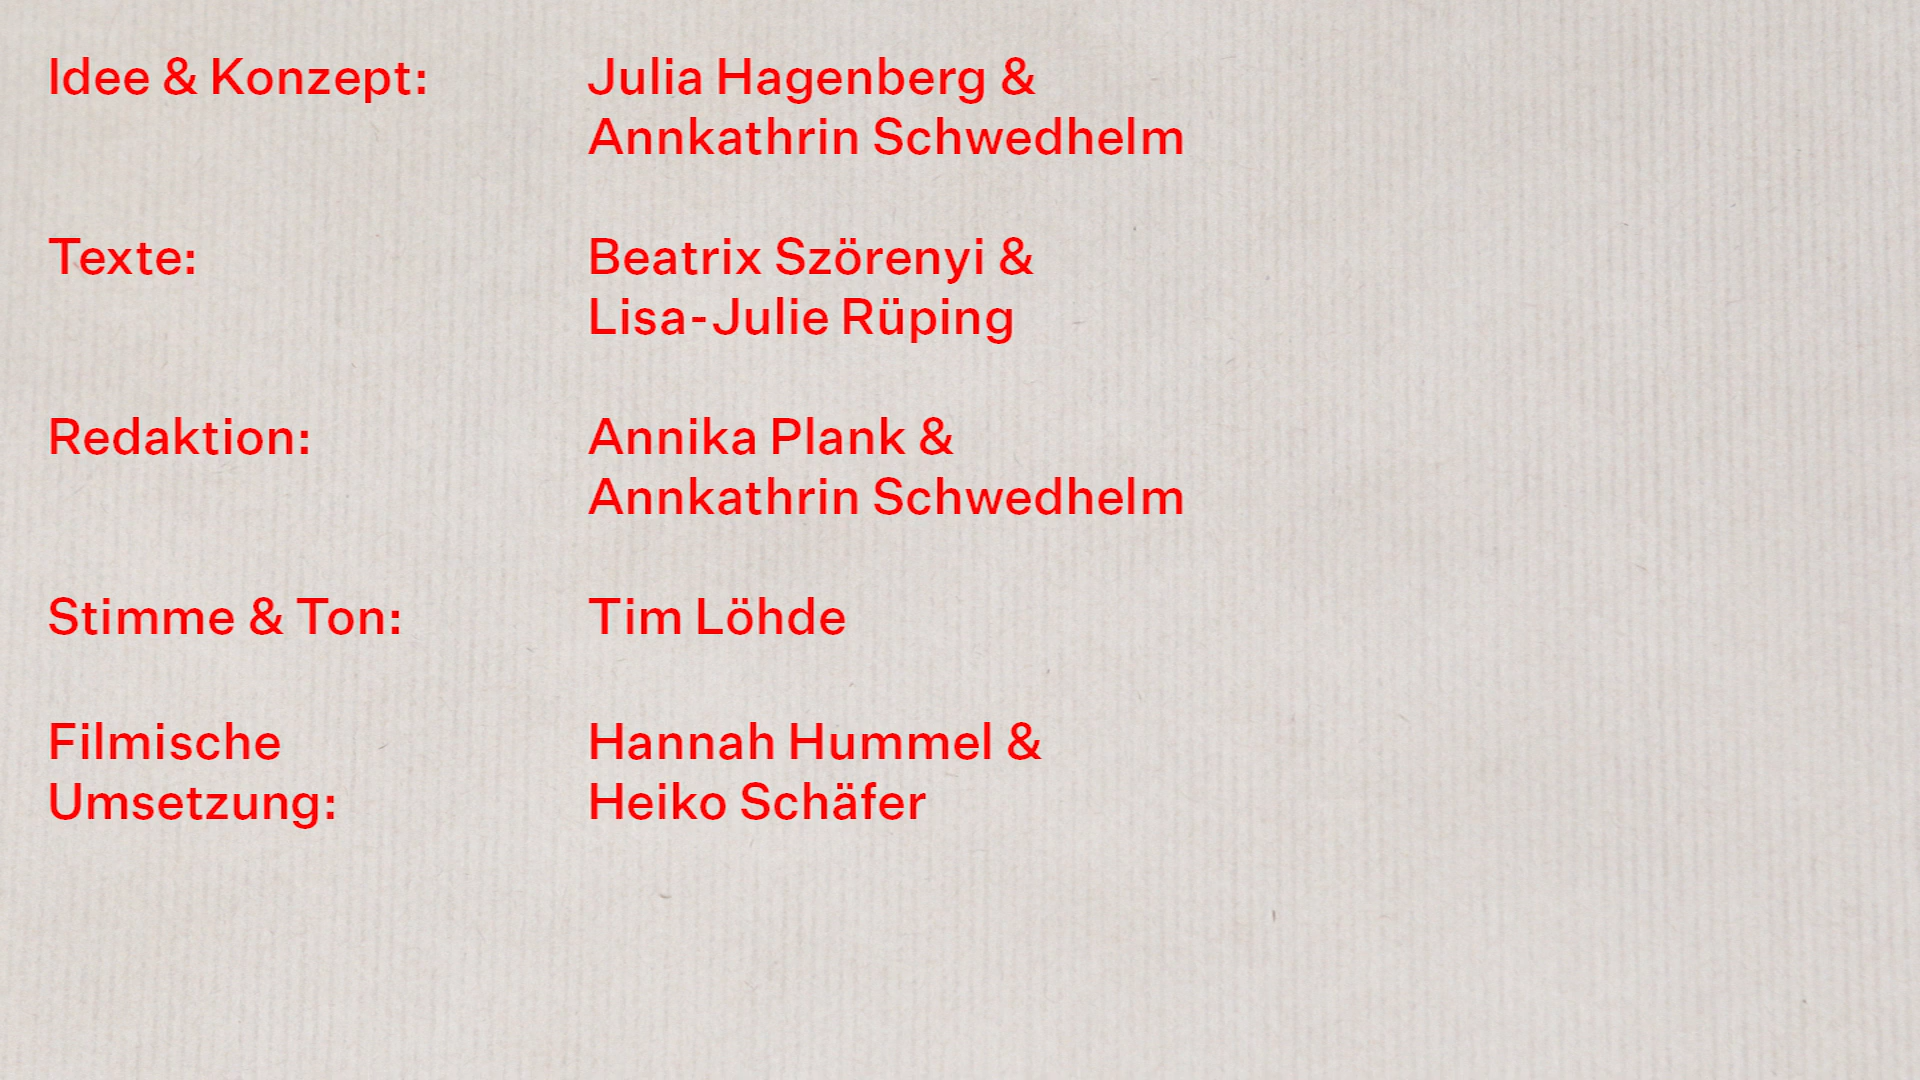 Idee & Konzept: Julia Hagenberg &
Annkathrin Schwedhelm
Texte: Beatrix Szörenyi &
Lisa-Julie Rüping
Redaktion: Annika Plank &
Annkathrin Schwedhelm
Stimme & Ton: Tim Löhde
Filmische Hannah Hummel &
Umsetzung: Heiko Schäfer